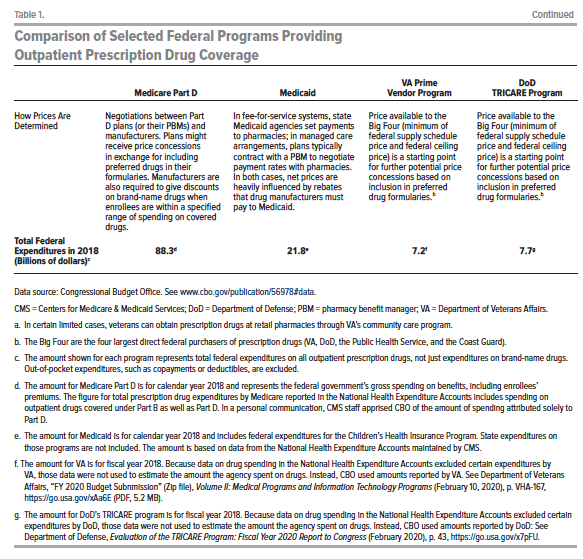 Table 1. Continued
Comparison of Selected Federal Programs Providing
Outpatient Prescription Drug Coverage
Medicare Part D Medicaid VA Prime Vendor Program DoD TRICARE Program
How Prices Are Determined
Negotiations between Part
D plans (or their PBMs) and
manufacturers. Plans might
receive price concessions
in exchange for including
preferred drugs in their
formularies. Manufacturers are
also required to give discounts
on brand-name drugs when
enrollees are within a specified
range of spending on covered
drugs.
In fee-for-service systems, state
Medicaid agencies set payments
to pharmacies; in managed care
arrangements, plans typically
contract with a PBM to negotiate
payment rates with pharmacies.
In both cases, net prices are
heavily influenced by rebates
that drug manufacturers must
pay to Medicaid.
Price available to the
Big Four (minimum of
federal supply schedule
price and federal ceiling
price) is a starting point
for further potential price
concessions based on
inclusion in preferred
drug formularies.b
Price available to the
Big Four (minimum of
federal supply schedule
price and federal ceiling
price) is a starting point
for further potential price
concessions based on
inclusion in preferred
drug formularies.b
Total Federal
Expenditures in 2018
(Billions of dollars)c
88.3d 21.8e 7.2f 7.7g
Data source: Congressional Budget Office. See www.cbo.gov/publication/56978#data.
CMS = Centers for Medicare & Medicaid Services; DoD = Department of Defense; PBM = pharmacy benefit manager; VA = Department of Veterans Affairs.
a. In certain limited cases, veterans can obtain prescription drugs at retail pharmacies through VA's community care program.
b. The Big Four are the four largest direct federal purchasers of prescription drugs (VA, DoD, the Public Health Service, and the Coast Guard).
c. The amount shown for each program represents total federal expenditures on all outpatient prescription drugs, not just expenditures on brand-name drugs.
Out-of-pocket expenditures, such as copayments or deductibles, are excluded.
d. The amount for Medicare Part D is for calendar year 2018 and represents the federal government's gross spending on benefits, including enrollees'
premiums. The figure for total prescription drug expenditures by Medicare reported in the National Health Expenditure Accounts includes spending on
outpatient drugs covered under Part B as well as Part D. In a personal communication, CMS staff apprised CBO of the amount of spending attributed solely to
Part D.
e. The amount for Medicaid is for calendar year 2018 and includes federal expenditures for the Children's Health Insurance Program. State expenditures on
those programs are not included. The amount is based on data from the National Health Expenditure Accounts maintained by CMS.
f. The amount for VA is for fiscal year 2018. Because data on drug spending in the National Health Expenditure Accounts excluded certain expenditures by
VA, those data were not used to estimate the amount the agency spent on drugs. Instead, CBO used amounts reported by VA. See Department of Veterans
Affairs, "FY 2020 Budget Submission" (Zip file), Volume II: Medical Programs and Information Technology Programs (February 10, 2020), p. VHA-167,
https://go.usa.gov/xAa6E (PDF, 5.2 MB).
g. The amount for DoD's TRICARE program is for fiscal year 2018. Because data on drug spending in the National Health Expenditure Accounts excluded certain
expenditures by DoD, those data were not used to estimate the amount the agency spent on drugs. Instead, CBO used amounts reported by DoD: See
Department of Defense, Evaluation of the TRICARE Program: Fiscal Year 2020 Report to Congress (February 2020), p. 43, https://go.usa.gov/x7pFU.